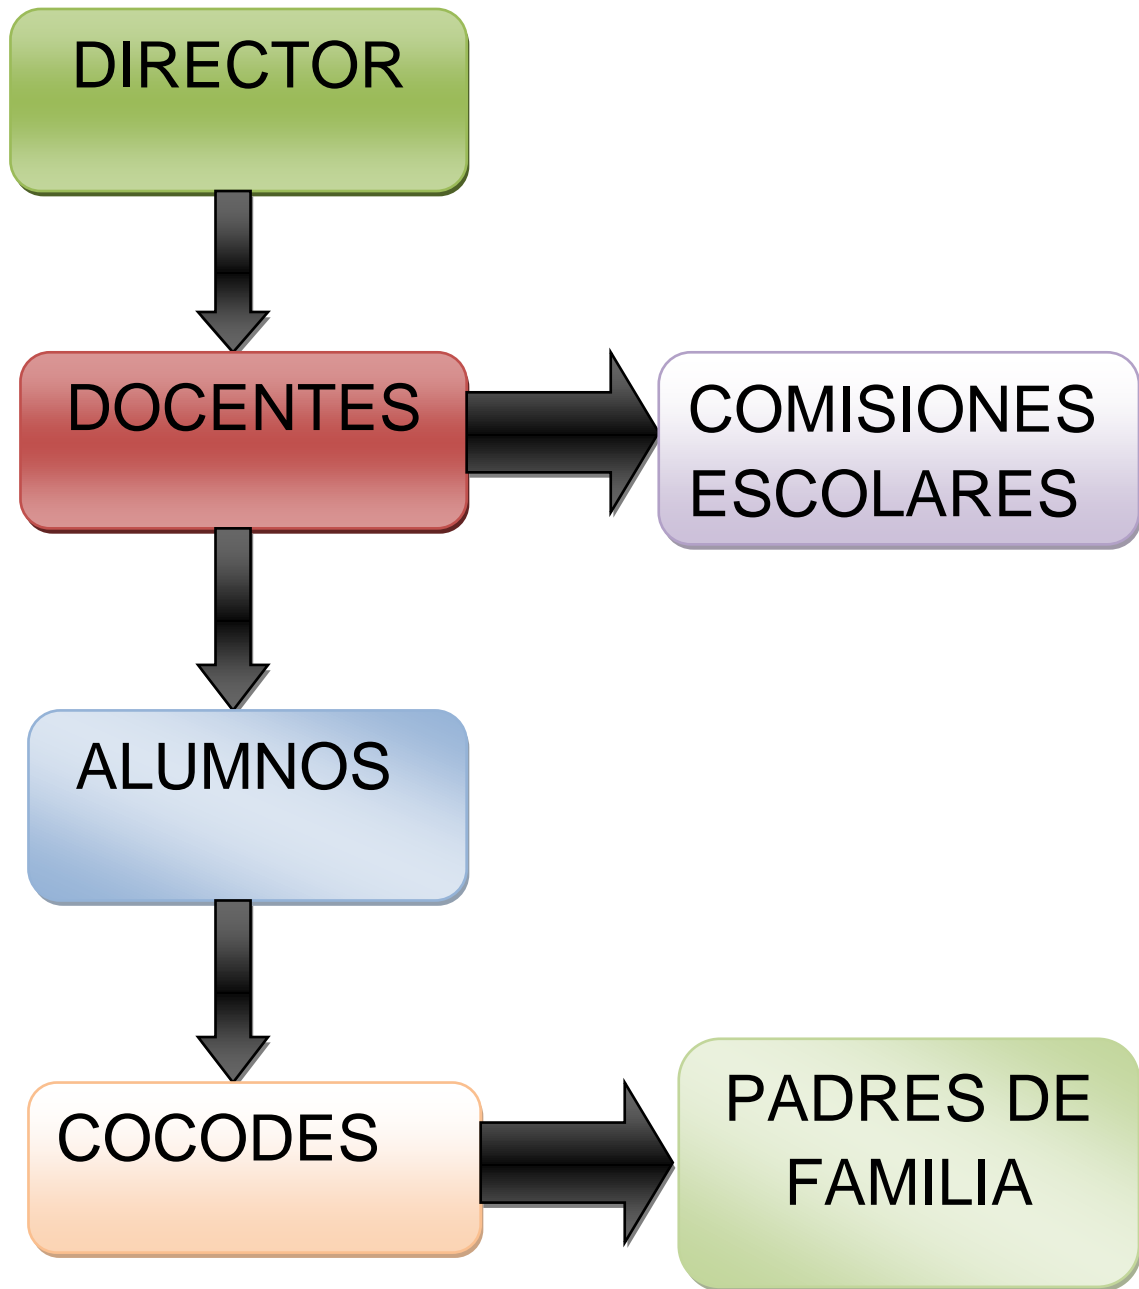 DIRECTOR
DOCENTES
COMISIONES
ESCOLARES
ALUMNOS
COCODES
PADRES DE
FAMILIA